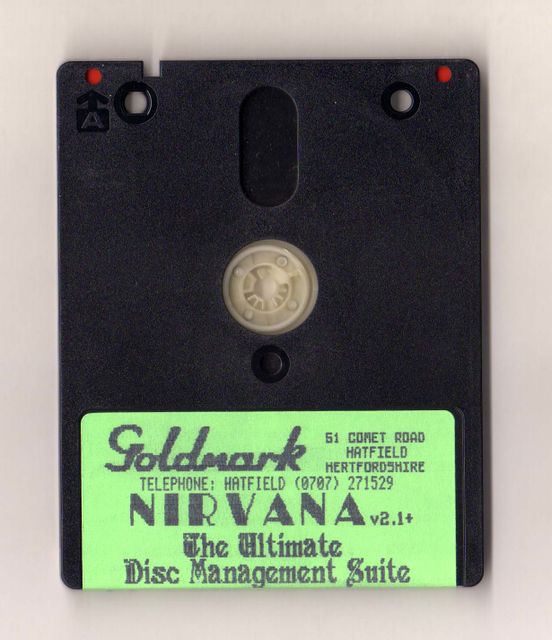 A
Goldmark
51 COMET ROAD
HATFIELD
HERTFORDSHIRE
TELEPHONE: HATFIELD (0707) 271529
NIRVANA v2.1+
The Ultimate
Disc Management Suite